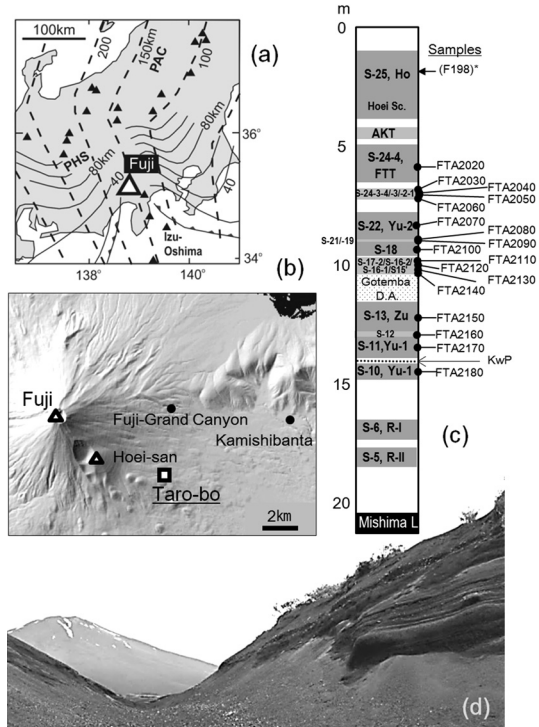 100km
(a)
200
150km
PAC
100
80km
80km
PHS
Fuji
40
40
Izu-
Oshima
36°
34°
138
140
(b)
Fuji
Fuji-Grand Canyon
Kamishibanta
Hoei-san
Taro-bo
2km
m
0
5
10
15
20
Samples
(F198)*
S-25, Ho
Hoei Sc.
AKT
S-24-4,
FTT
S-24-3-4/-3/-2-1
S-22, Yu-2
S-21/-19
S-18
S-17-2/S-16-2/
S-16-1/S15
Gotemba
D.A.
S-13, Zu
S-12
S-11,Yu-1
S-10, Yu-1
S-6, R-I
S-5, R-II
Mishima L
FTA2020
FTA2030
FTA2040
FTA2050
FTA2060
FTA2070
FTA2080
FTA2090
FTA2100
FTA2110
FTA2120
FTA2130
FTA2140
FTA2150
FTA2160
FTA2170
KwP
FTA2180
(c)
(d)